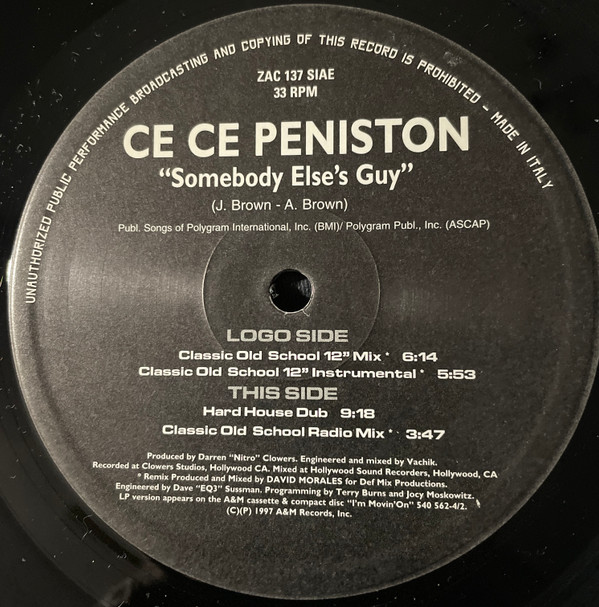 UNAUTHORIZED PUBLIC PERFORMANCE BROADCASTING AND COPYING OF THIS RECORD IS PROHIBITED - MADE IN ITALY
ZAC 137 SIAE
33 RPM
CE CE PENISTON
“Somebody Else's Guy”
(J. Brown - A. Brown)
Publ. Songs of Polygram International, Inc. (BMI)/ Polygram Publ., Inc. (ASCAP)
LOGO SIDE
Classic Old School 12” Mix * 6:14
Classic Old School 12” Instrumental * 5:53
THIS SIDE
Hard House Dub 9:18
Classic Old School Radio Mix * 3:47
Produced by Darren “Nitro” Clowers. Engineered and mixed by Vachik.
Recorded at Clowers Studios, Hollywood CA. Mixed at Hollywood Sound Recorders, Hollywood, CA
* Remix Produced and Mixed by DAVID MORALES for Def Mix Productions.
Engineered by Dave “EQ3” Sussman. Programming by Terry Burns and Jocy Moskowitz.
LP version appears on the A&M cassette & compact disc “I'm Movin'On” 540 562-4/2.
(C)(P) 1997 A&M Records, Inc.